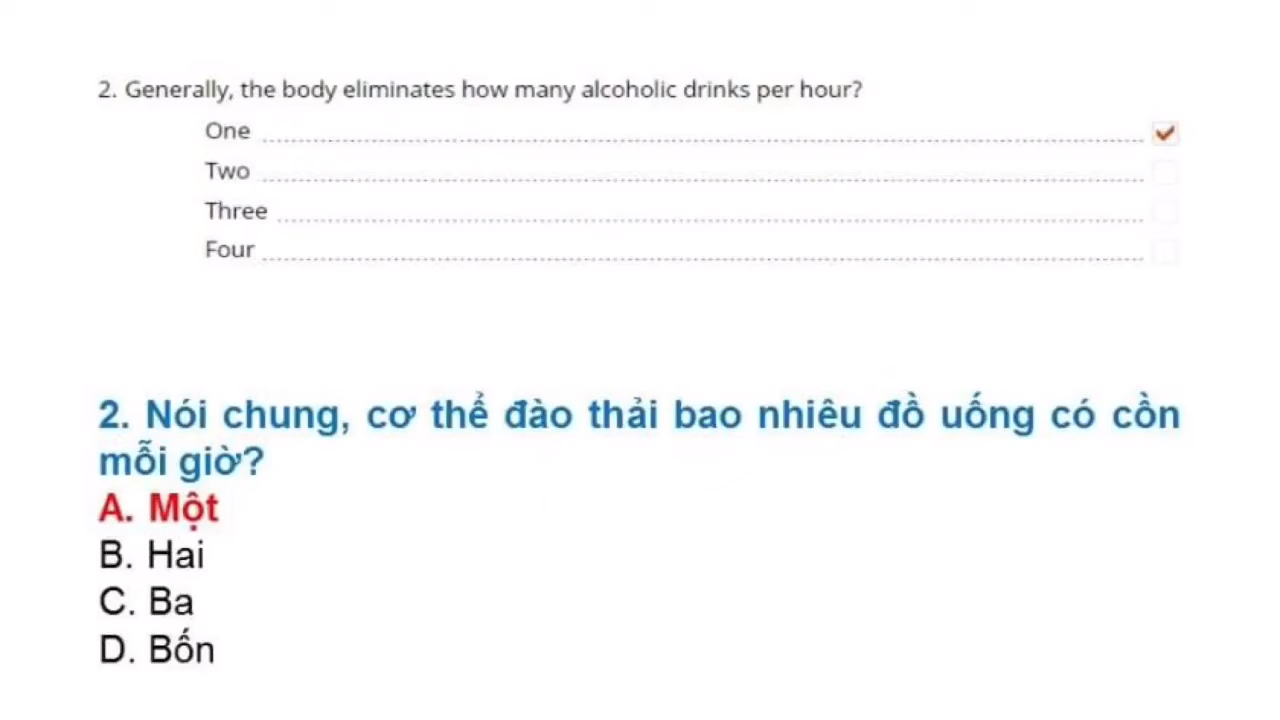 2. Generally, the body eliminates how many alcoholic drinks per hour?
One
Two
Three
Four
2. Nói chung, cơ thể đào thải bao nhiêu đồ uống có cồn
mỗi giờ?
A. Một
B. Hai
C. Ba
D. Bốn